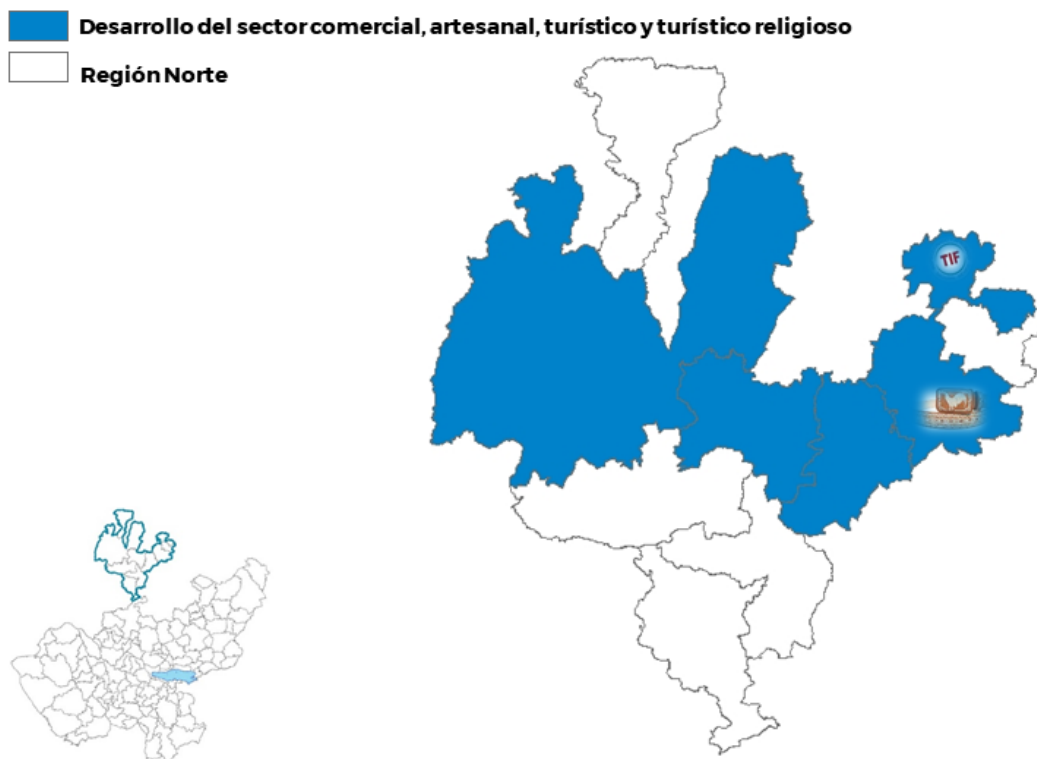 Desarrollo del sector comercial, artesanal, turístico y turístico religioso
Región Norte
TIF